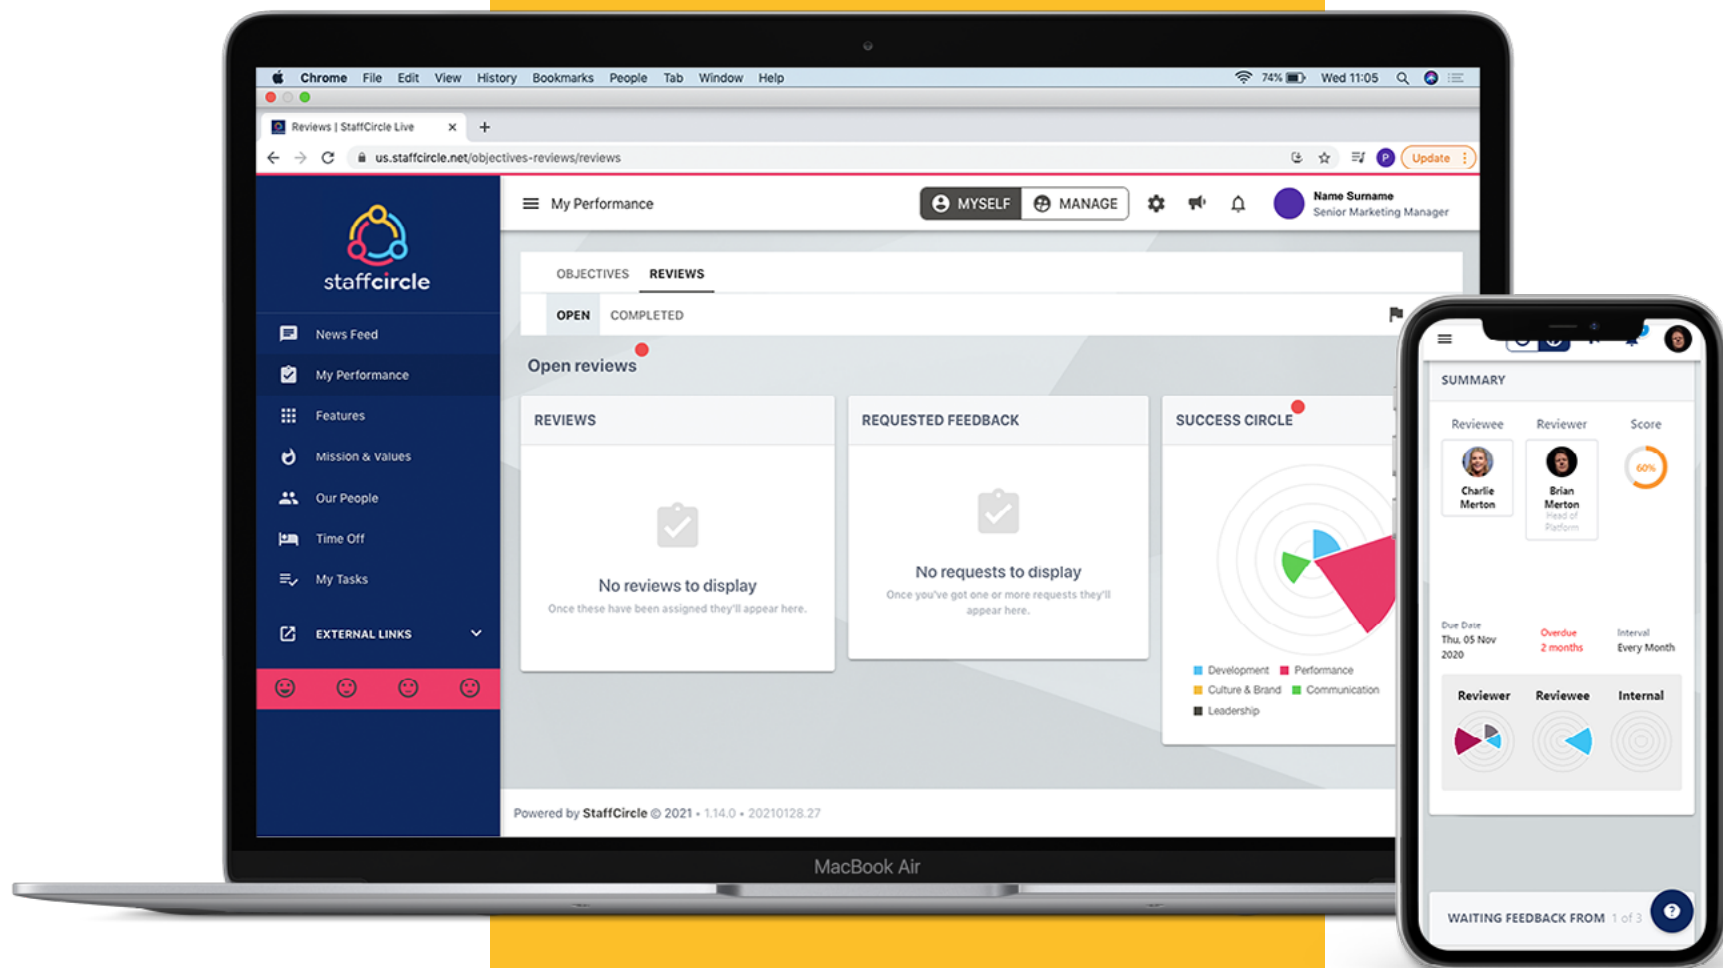 Chrome File Edit View History Bookmarks People Tab Window Help
74% Wed 11:05
Reviews | StaffCircle Live
us.staffcircle.net/objectives-reviews/reviews
P Update
staffcircle
News Feed
My Performance
Features
Mission & Values
Our People
Time Off
My Tasks
EXTERNAL LINKS
My Performance
MYSELF MANAGE
Name Surname
Senior Marketing Manager
OBJECTIVES REVIEWS
OPEN COMPLETED
Open reviews
REVIEWS
No reviews to display
Once these have been assigned they'll appear here.
REQUESTED FEEDBACK
No requests to display
Once you've got one or more requests they'll
appear here.
SUCCESS CIRCLE
Development Performance
Culture & Brand Communication
Leadership
Powered by StaffCircle © 2021 • 1.14.0 • 20210128.27
MacBook Air
SUMMARY
Reviewee Reviewer Score
Charlie
Merton
Brian
Merton
Head of
Platform
60%
Due Date
Thu, 05 Nov
2020
Overdue
2 months
Interval
Every Month
Reviewer Reviewee Internal
WAITING FEEDBACK FROM 1 of 3
?